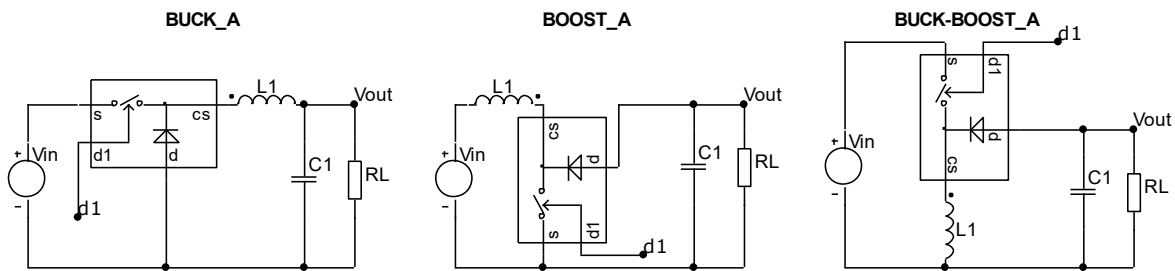 BUCK_A
L1
Vout
s
cs
d1
d
+
Vin
-
C1
RL
d1
BOOST_A
L1
Vout
cs
+
Vin
-
d
C1
RL
s
d1
d1
BUCK-BOOST_A
d1
s
d1
Vout
+
Vin
-
d
cs
C1
RL
L1